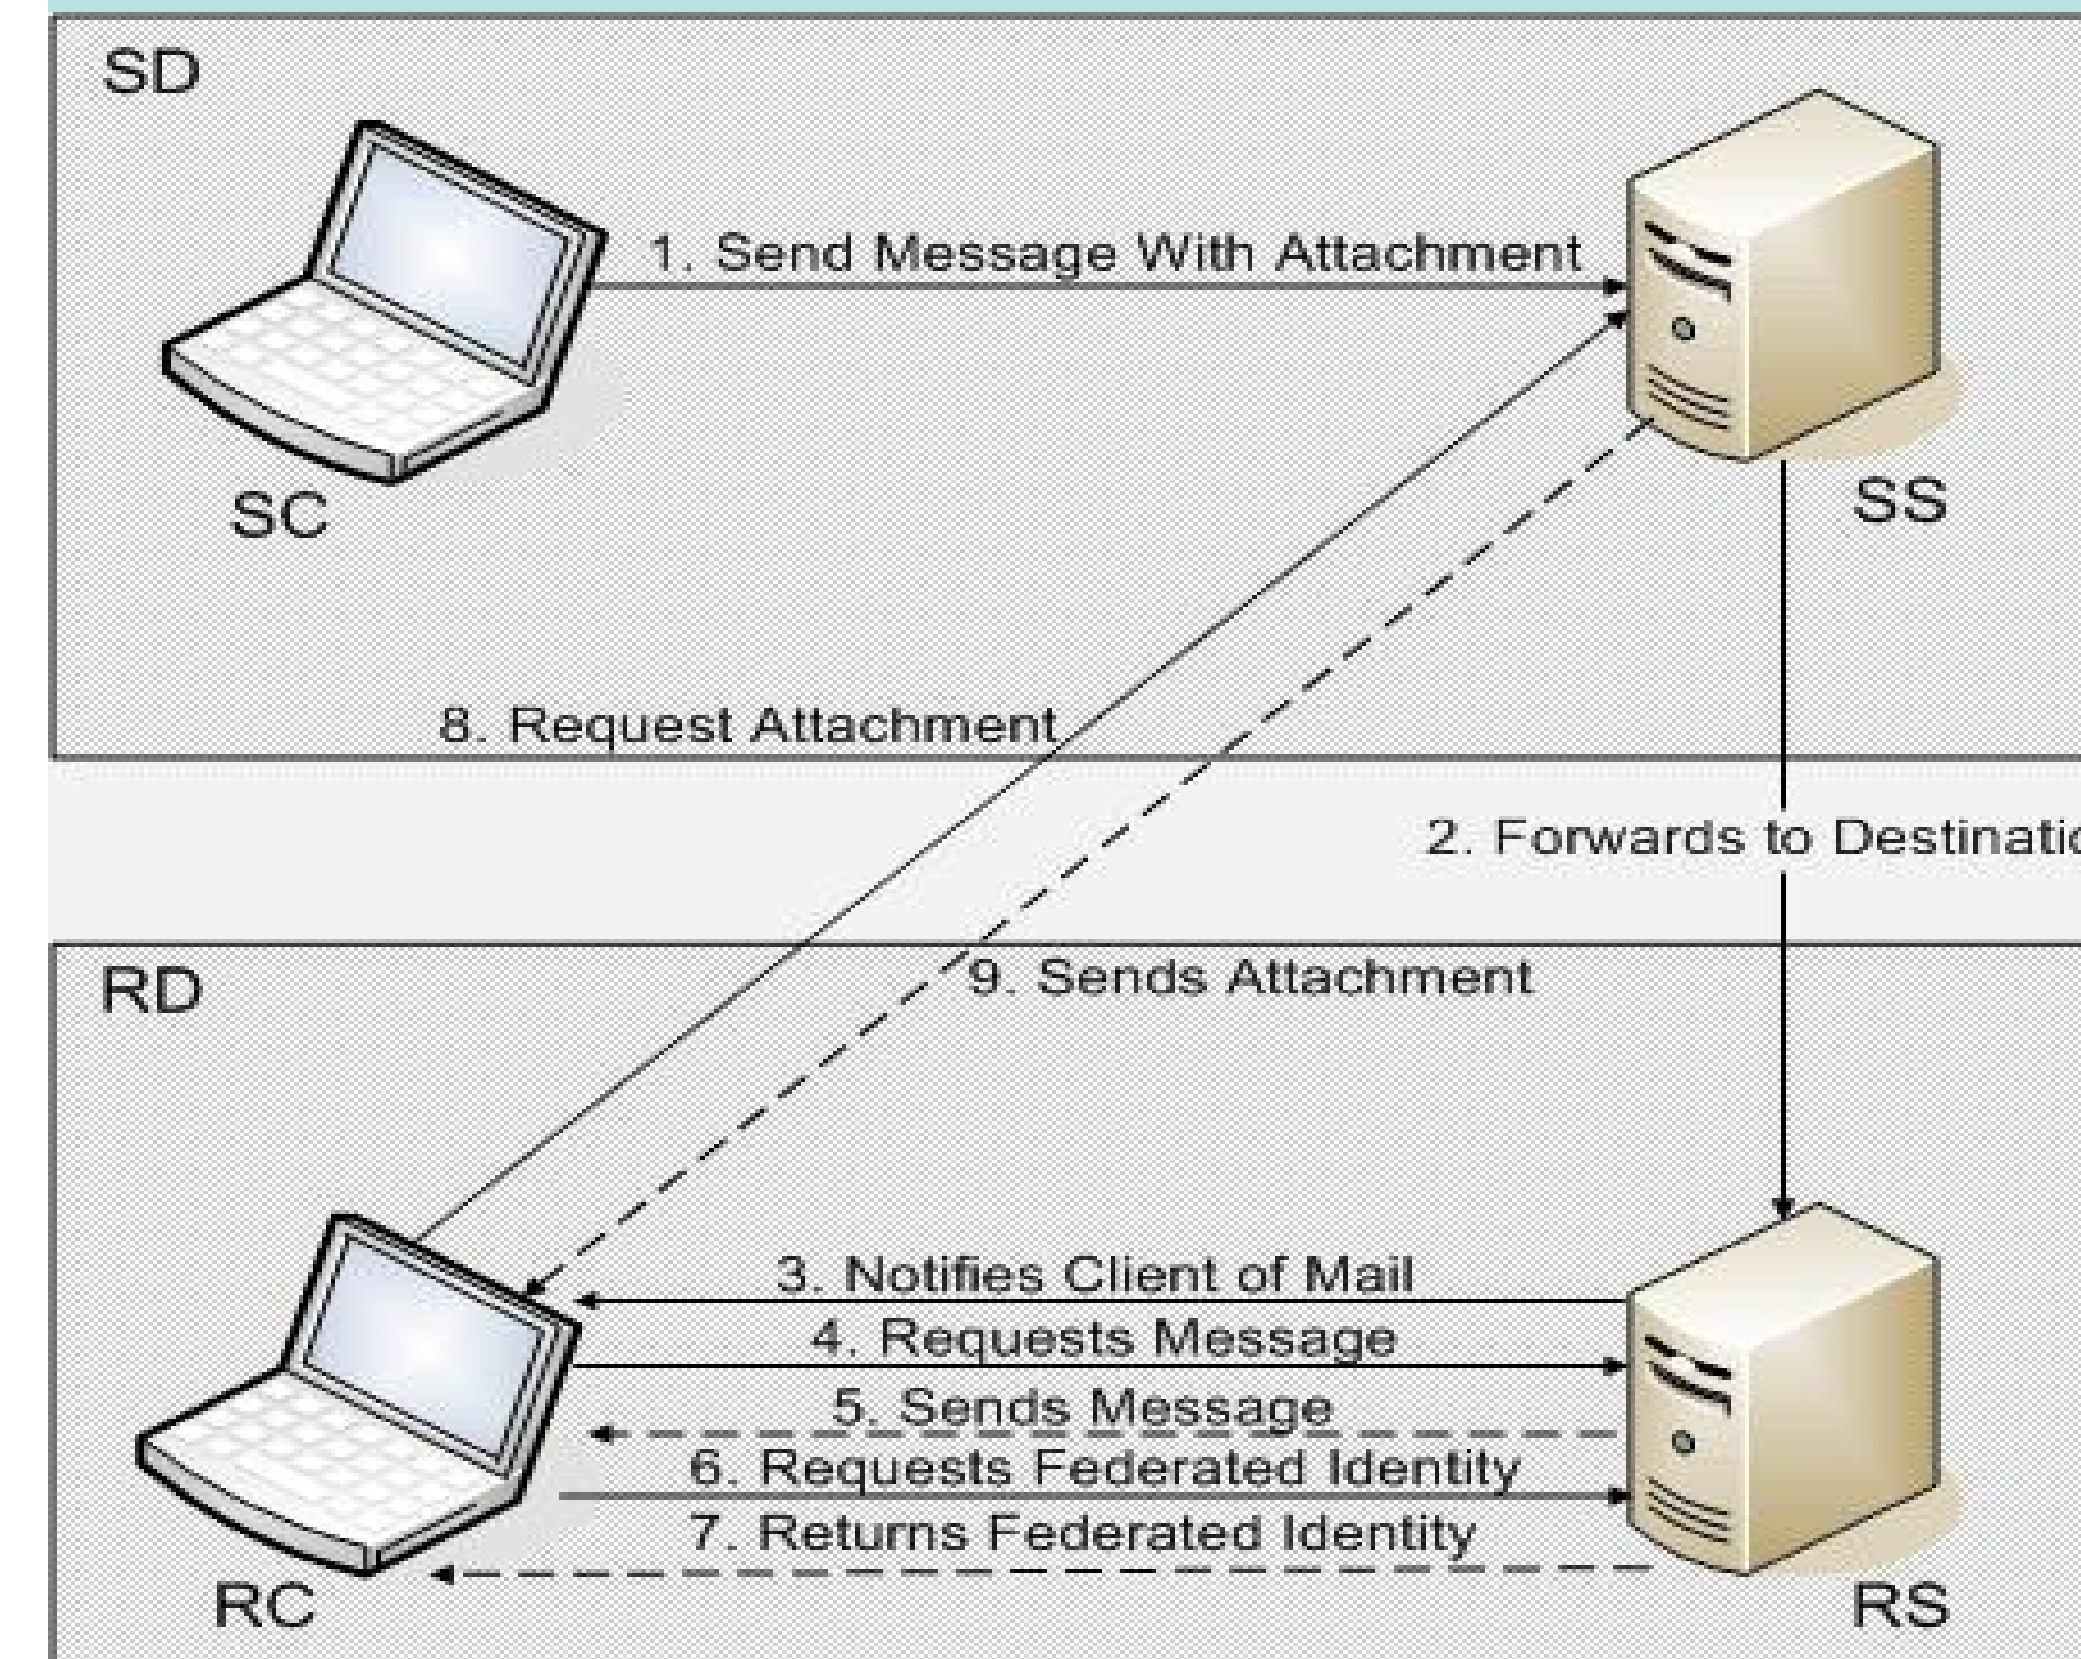 SD
1. Send Message With Attachment
SC
SS
8. Request Attachment
2. Forwards to Destinatio
RD
9. Sends Attachment
3. Notifies Client of Mail
4. Requests Message
5. Sends Message
6. Requests Federated Identity
7. Returns Federated Identity
RC
RS